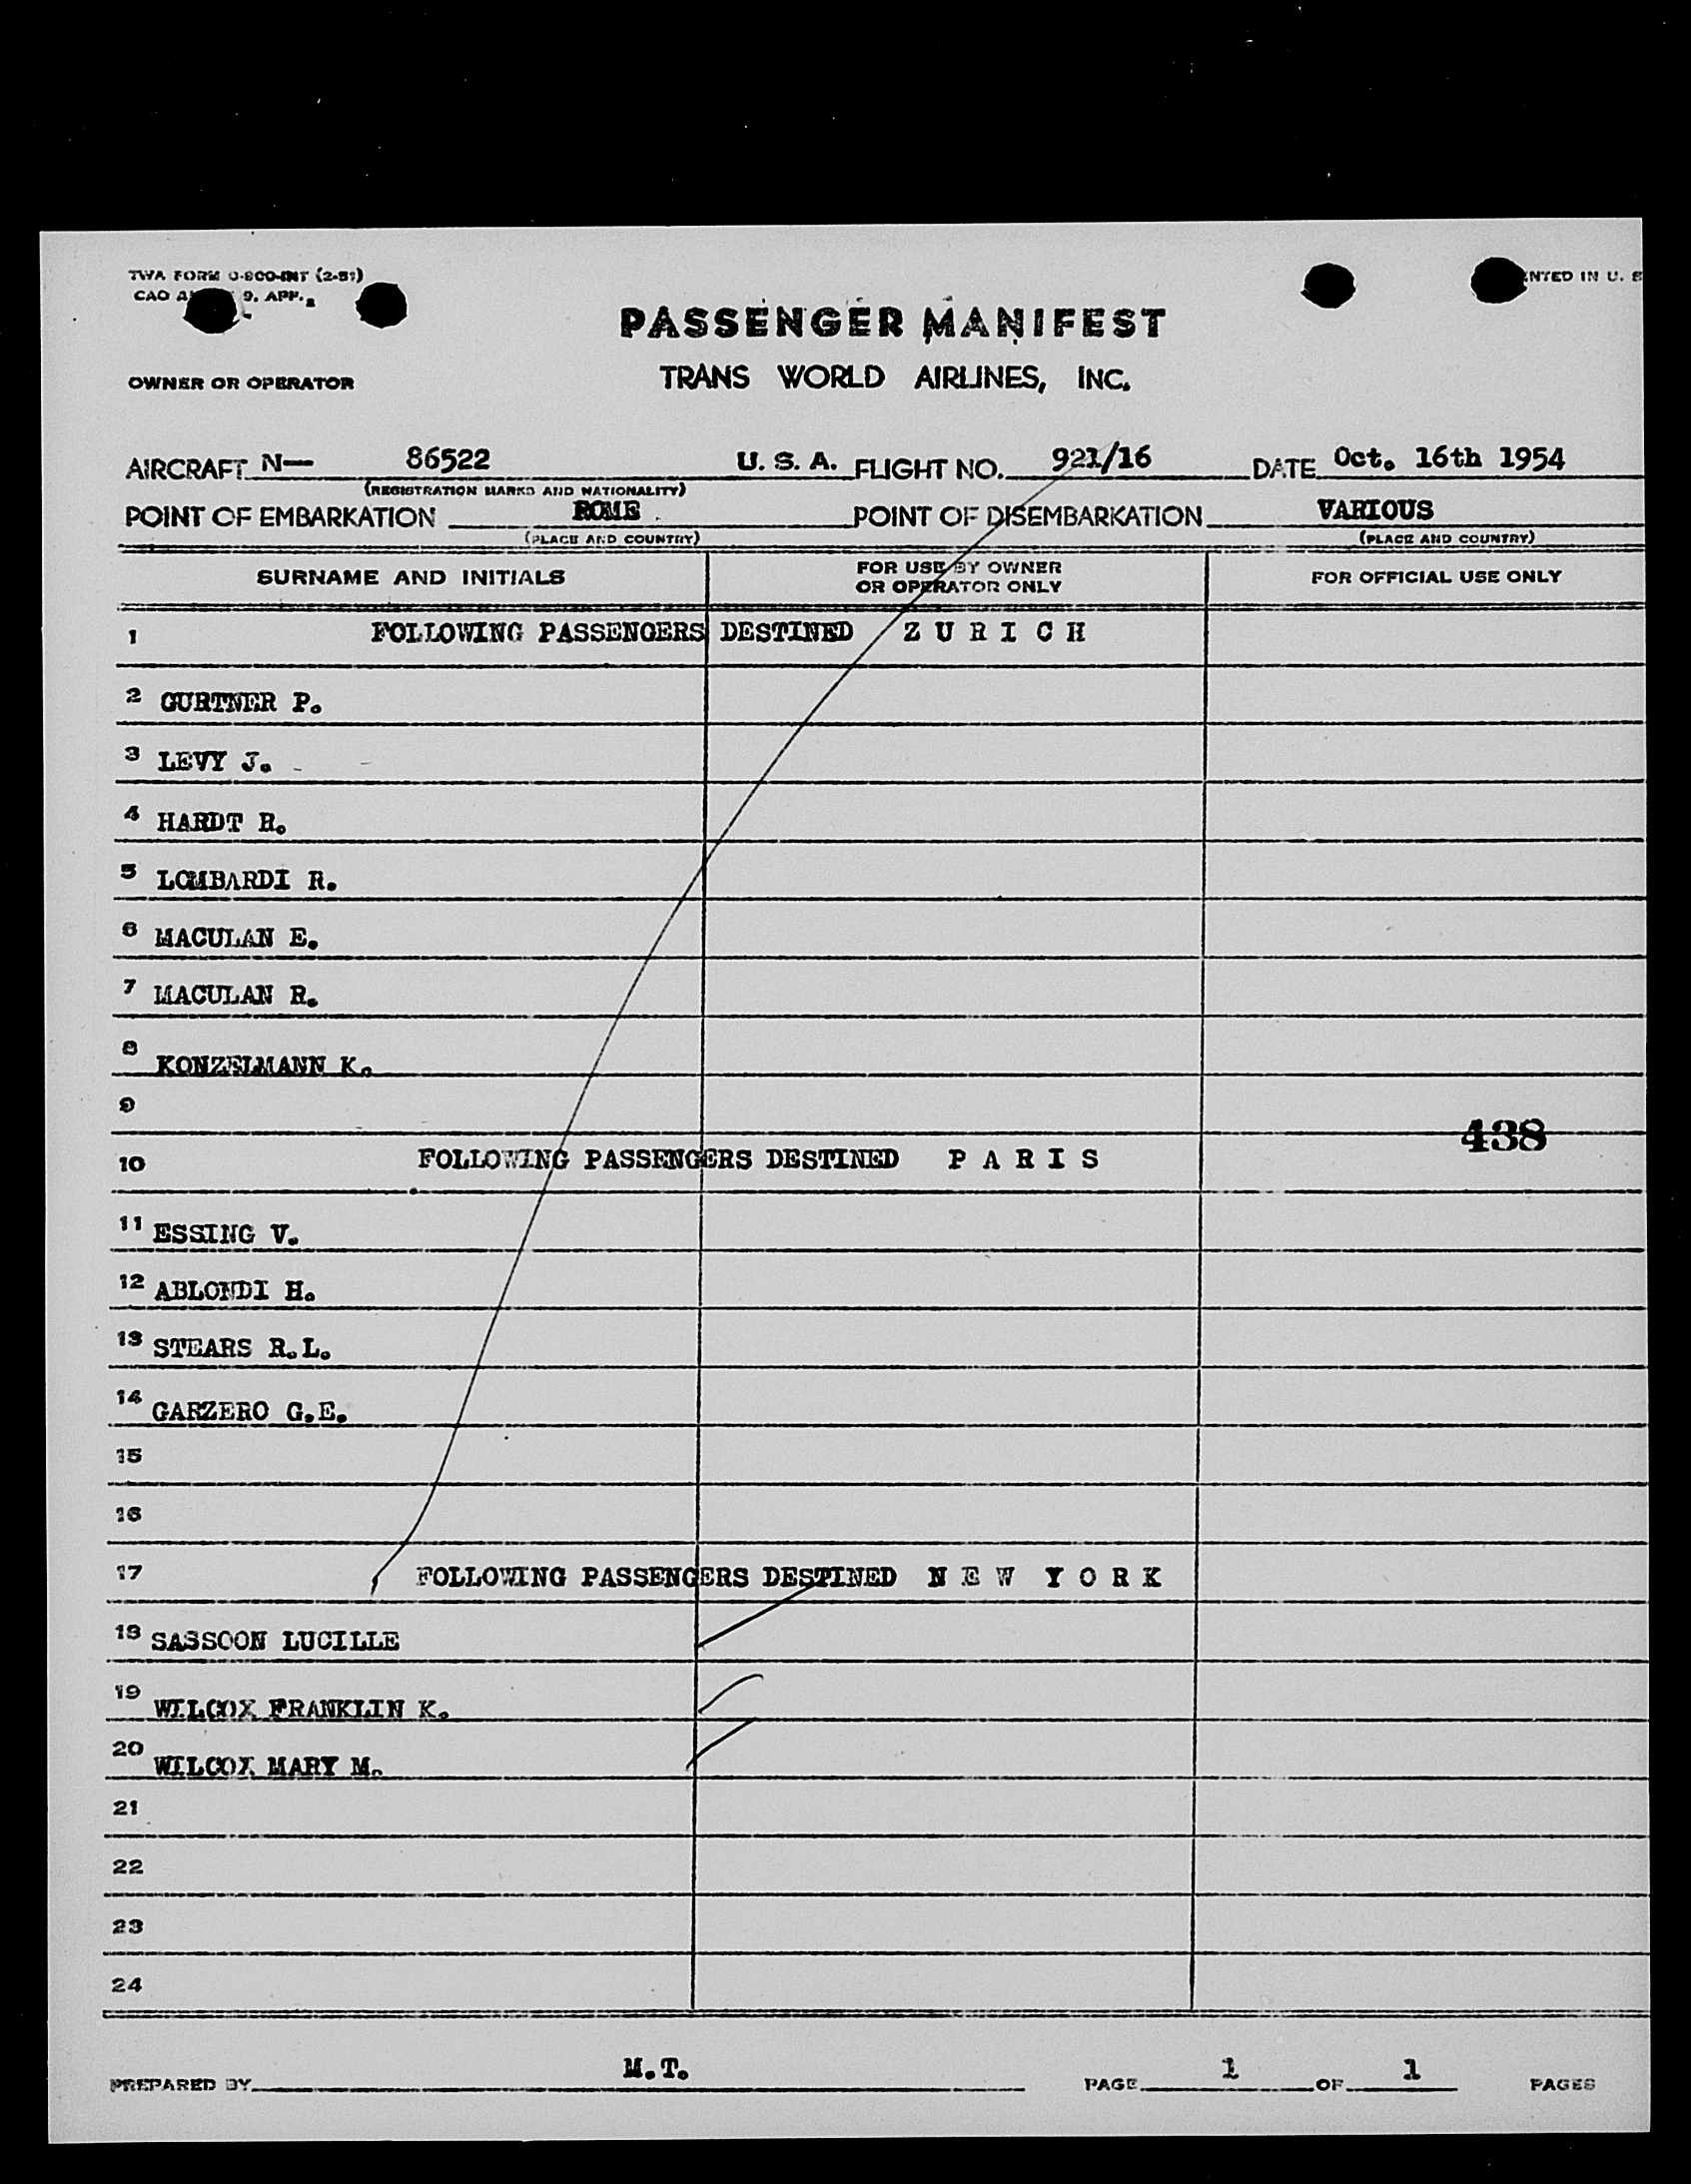 TWA FORM O-800-INT (2-51)
CAO 9, APP.
NTED IN U. S
PASSENGER MANIFEST
OWNER OR OPERATOR TRANS WORLD AIRLINES, INC.
AIRCRAFT N— 86522 U. S. A. FLIGHT NO. 921/16 DATE Oct. 16th 1954
(REGISTRATION MARKS AND NATIONALITY)
POINT OF EMBARKATION ROME. POINT OF DISEMBARKATION VARIOUS
(PLACE AND COUNTRY) (PLACE AND COUNTRY)
SURNAME AND INITIALS FOR USE BY OWNER OR OPERATOR ONLY FOR OFFICIAL USE ONLY
1 FOLLOWING PASSENGERS DESTINED Z U R I C H
2 GURTNER P.
3 LEVY J. -
4 HARDT R.
5 LOMBARDI R.
6 MACULAN E.
7 MACULAN R.
8 KONZELMANN K.
9
438
10 FOLLOWING PASSENGERS DESTINED P A R I S
11 ESSING V.
12 ABLONDI H.
13 STEARS R.L.
14 GARZERO G.E.
15
16
17 FOLLOWING PASSENGERS DESTINED N E W Y O R K
18 SASSOON LUCILLE
19 WILCOX FRANKLIN K.
20 WILCOX MARY M.
21
22
23
24
PREPARED BY M.T. PAGE 1 OF 1 PAGES